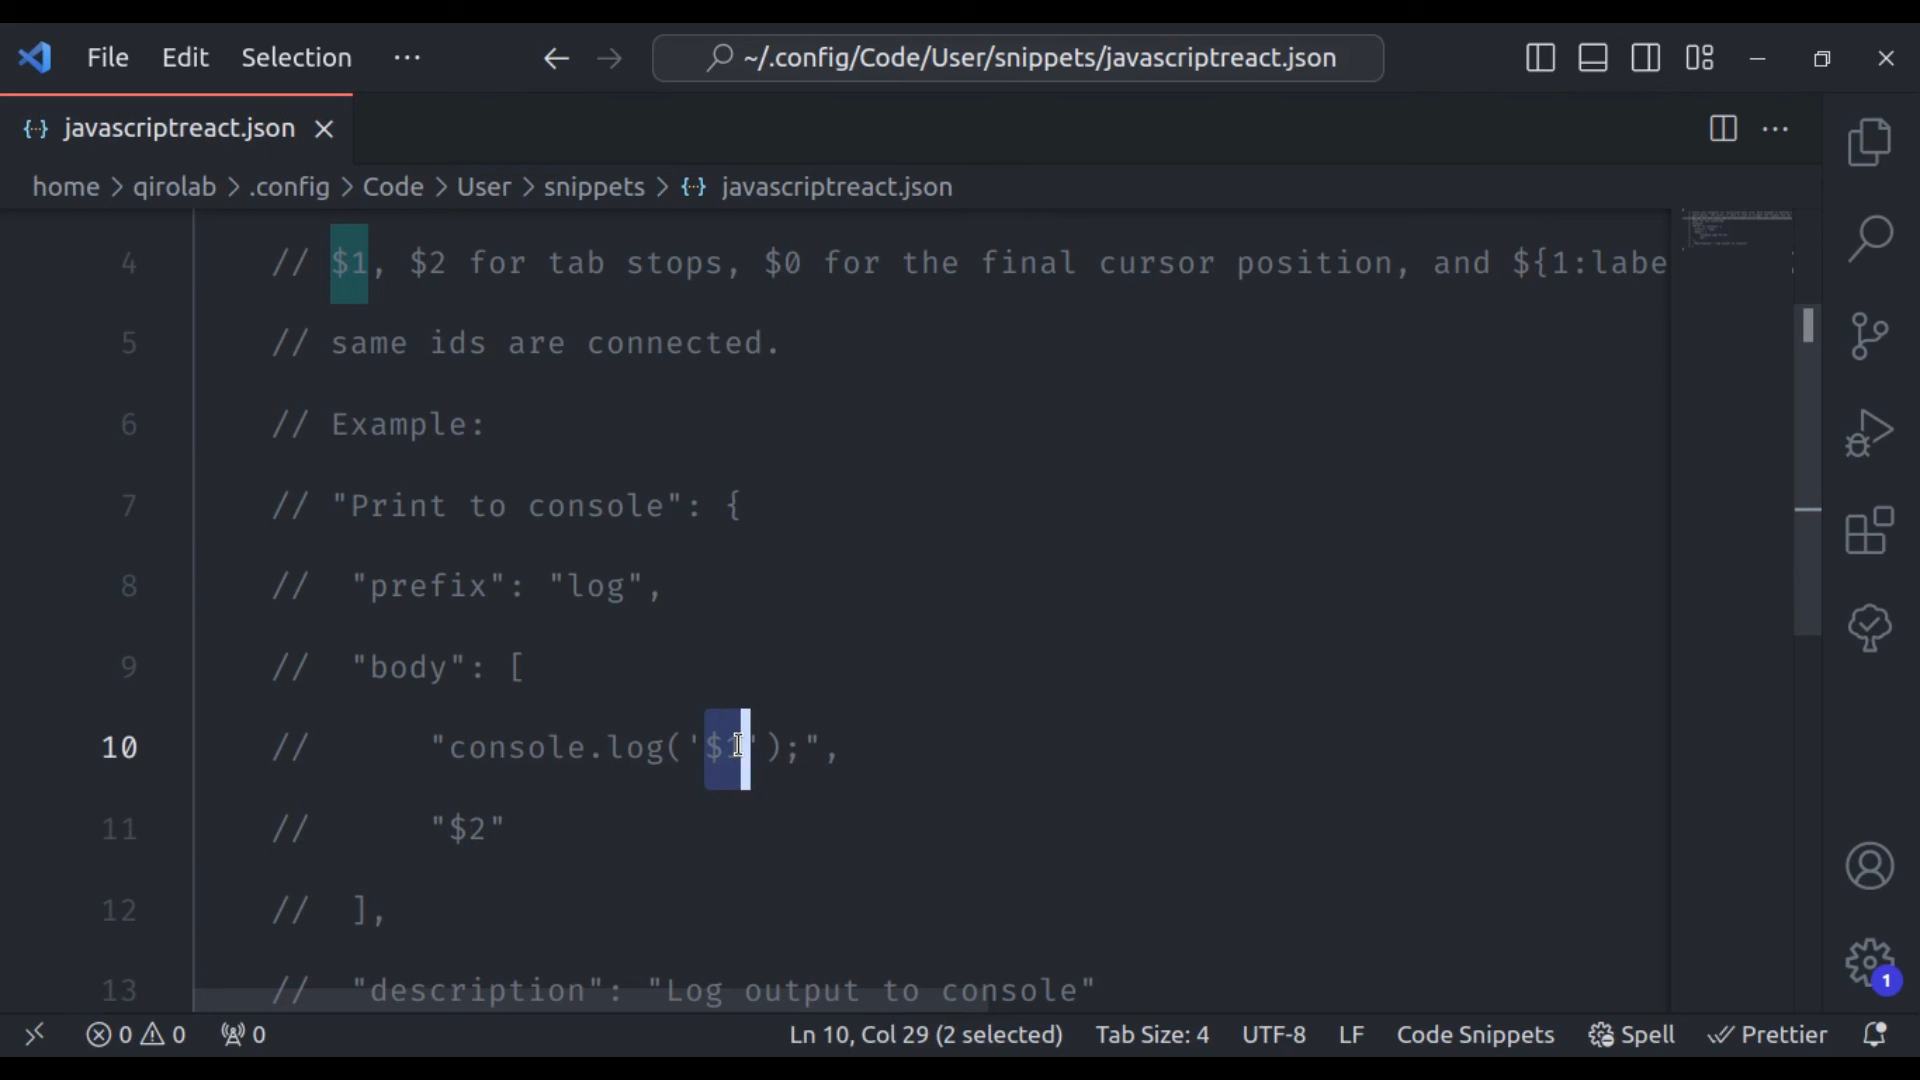 File Edit Selection ··· ~/.config/Code/User/snippets/javascriptreact.json
javascriptreact.json
home > qirolab > .config > Code > User > snippets > {··} javascriptreact.json
4 // $1, $2 for tab stops, $0 for the final cursor position, and ${1:labe
5 // same ids are connected.
6 // Example:
7 // "Print to console": {
8 // "prefix": "log",
9 // "body": [
10 // "console.log('$1');",
11 // "$2"
12 // ],
13 // "description": "Log output to console"
1
0 0 0 Ln 10, Col 29 (2 selected) Tab Size: 4 UTF-8 LF Code Snippets Spell Prettier